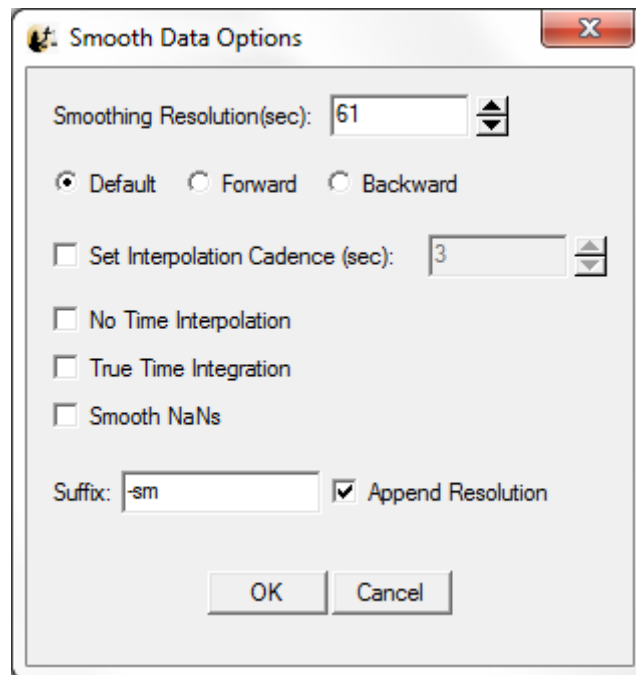 Smooth Data Options
Smoothing Resolution(sec): 61
Default Forward Backward
Set Interpolation Cadence (sec): 3
No Time Interpolation
True Time Integration
Smooth NaNs
Suffix: -sm Append Resolution
OK Cancel